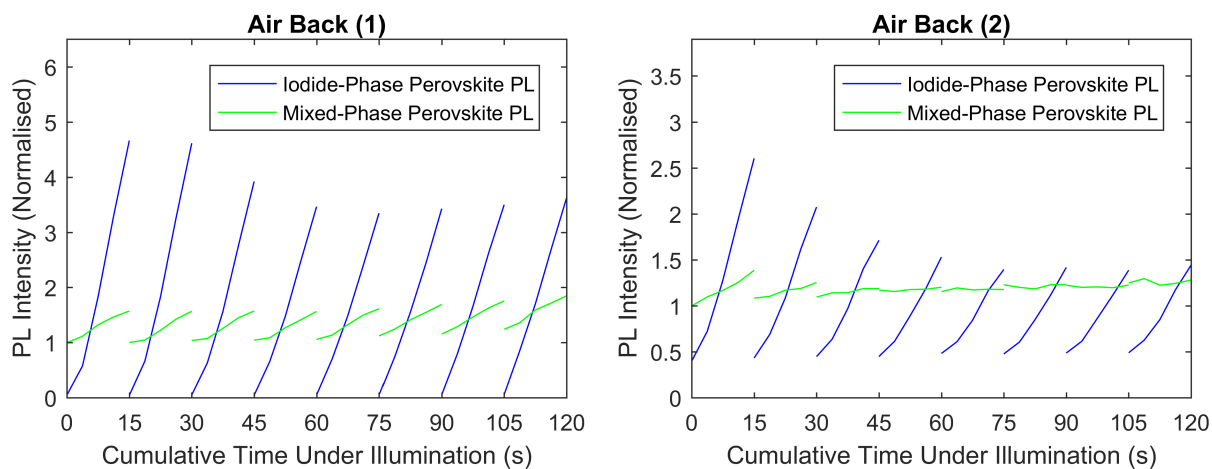 Air Back (1)
Iodide-Phase Perovskite PL
Mixed-Phase Perovskite PL
PL Intensity (Normalised)
6
5
4
3
2
1
0
0 15 30 45 60 75 90 105 120
Cumulative Time Under Illumination (s)
Air Back (2)
Iodide-Phase Perovskite PL
Mixed-Phase Perovskite PL
PL Intensity (Normalised)
3.5
3
2.5
2
1.5
1
0.5
0
0 15 30 45 60 75 90 105 120
Cumulative Time Under Illumination (s)